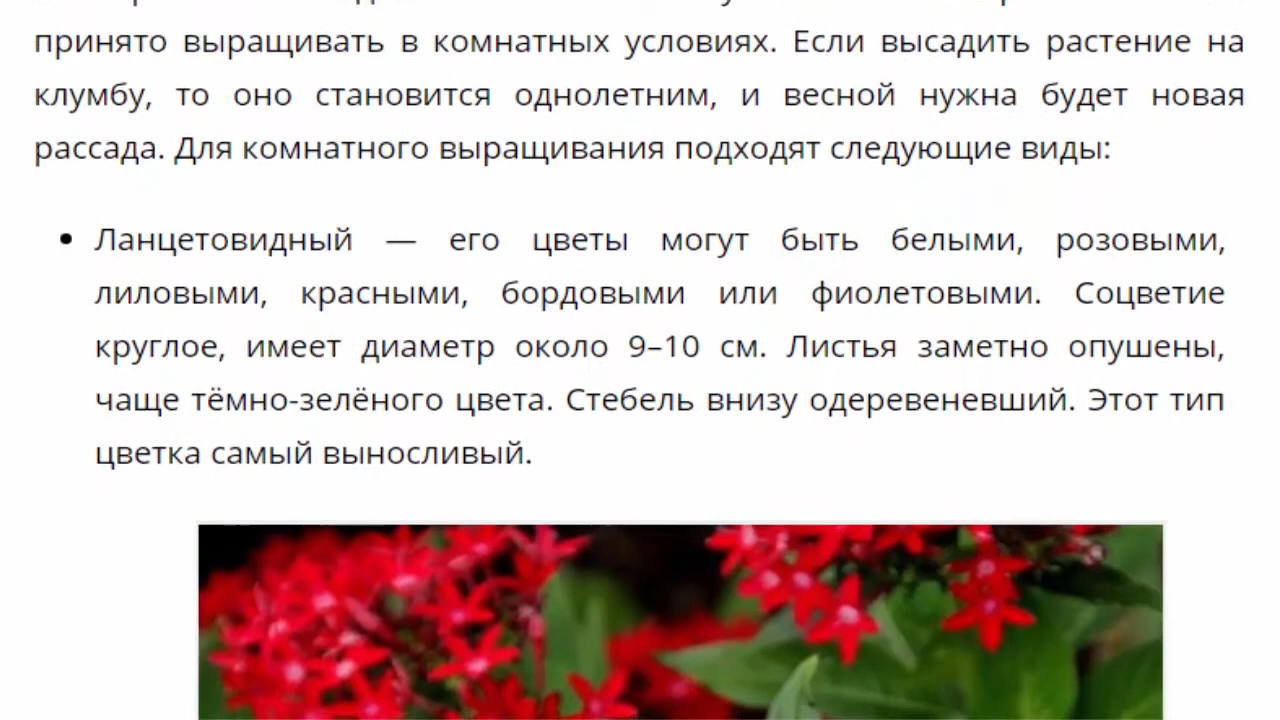 принято выращивать в комнатных условиях. Если высадить растение на
клумбу, то оно становится однолетним, и весной нужна будет новая
рассада. Для комнатного выращивания подходят следующие виды:
• Ланцетовидный — его цветы могут быть белыми, розовыми,
лиловыми, красными, бордовыми или фиолетовыми. Соцветие
круглое, имеет диаметр около 9–10 см. Листья заметно опушены,
чаще тёмно-зелёного цвета. Стебель внизу одеревеневший. Этот тип
цветка самый выносливый.